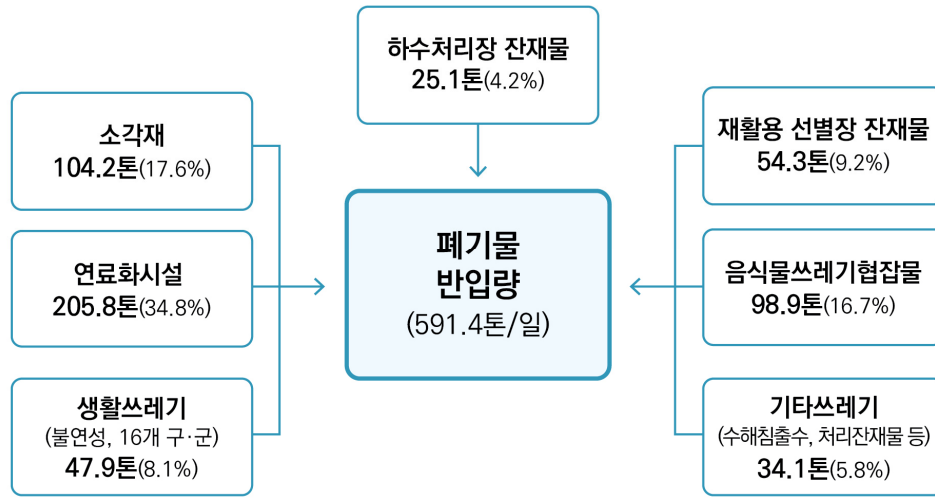 하수처리장 잔재물
25.1톤(4.2%)
소각재
104.2톤(17.6%)
연료화시설
205.8톤(34.8%)
생활쓰레기
(불연성, 16개 구·군)
47.9톤(8.1%)
폐기물
반입량
(591.4톤/일)
재활용 선별장 잔재물
54.3톤(9.2%)
음식물쓰레기협잡물
98.9톤(16.7%)
기타쓰레기
(수해침출수, 처리잔재물 등)
34.1톤(5.8%)